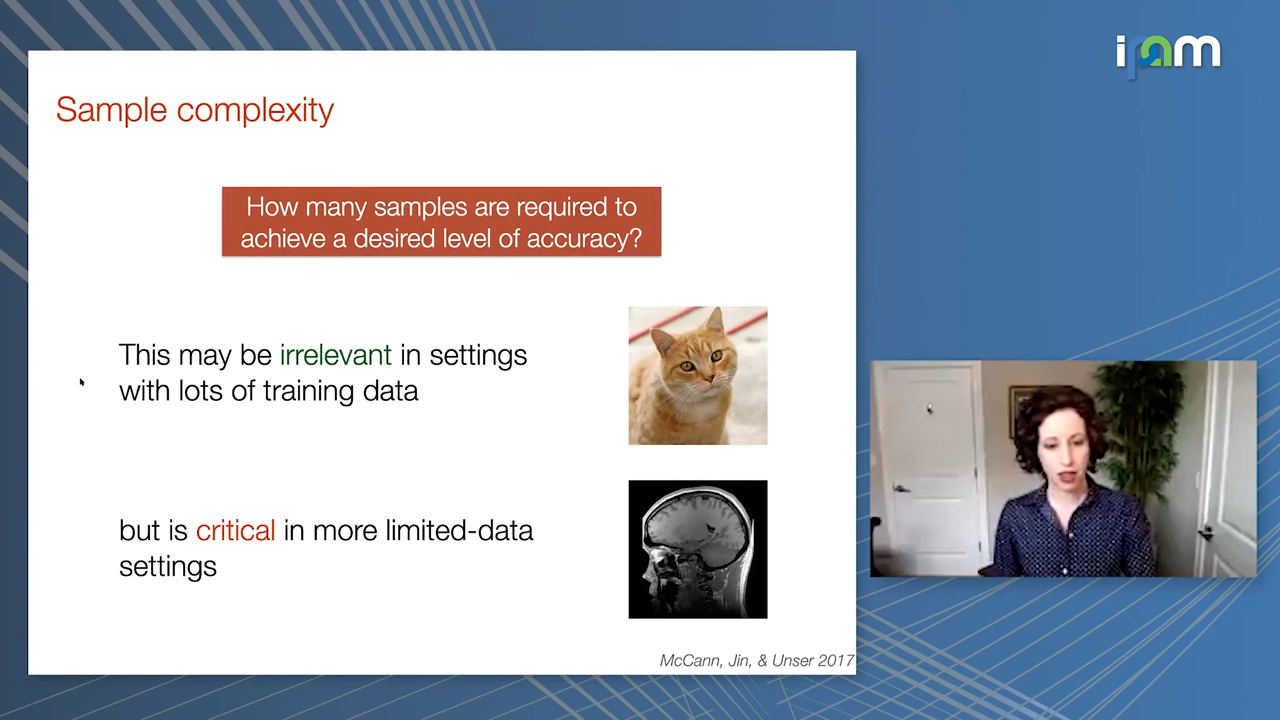 ipam
Sample complexity
How many samples are required to
achieve a desired level of accuracy?
This may be irrelevant in settings
with lots of training data
but is critical in more limited-data
settings
McCann, Jin, & Unser 2017